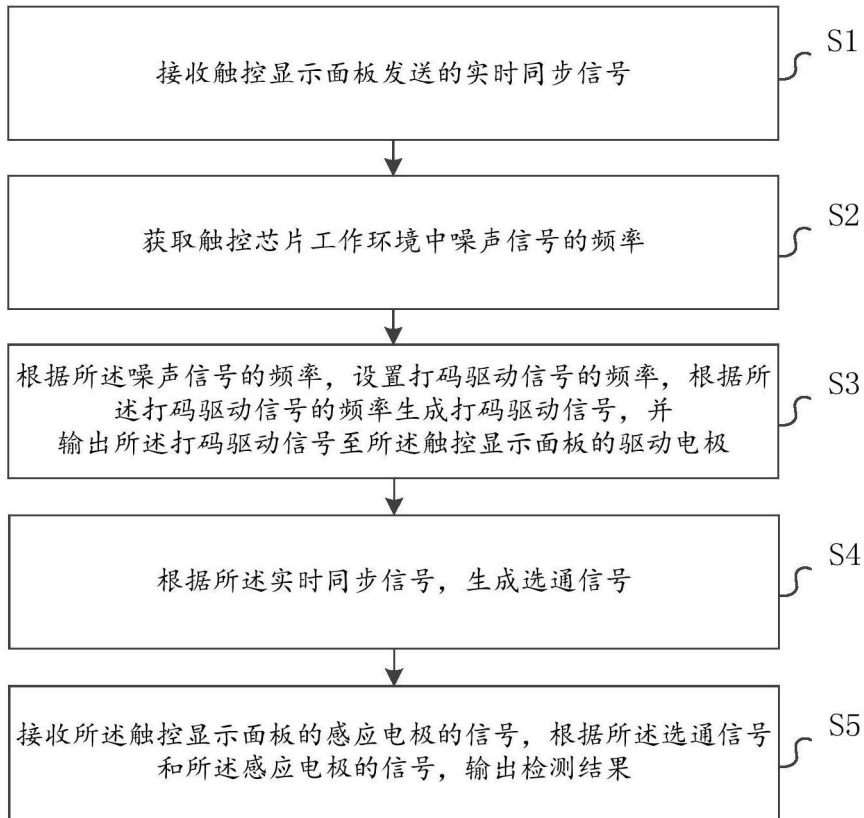 接收触控显示面板发送的实时同步信号
S1
获取触控芯片工作环境中噪声信号的频率
S2
根据所述噪声信号的频率，设置打码驱动信号的频率，根据所
述打码驱动信号的频率生成打码驱动信号，并
输出所述打码驱动信号至所述触控显示面板的驱动电极
S3
根据所述实时同步信号，生成选通信号
S4
接收所述触控显示面板的感应电极的信号，根据所述选通信号
和所述感应电极的信号，输出检测结果
S5